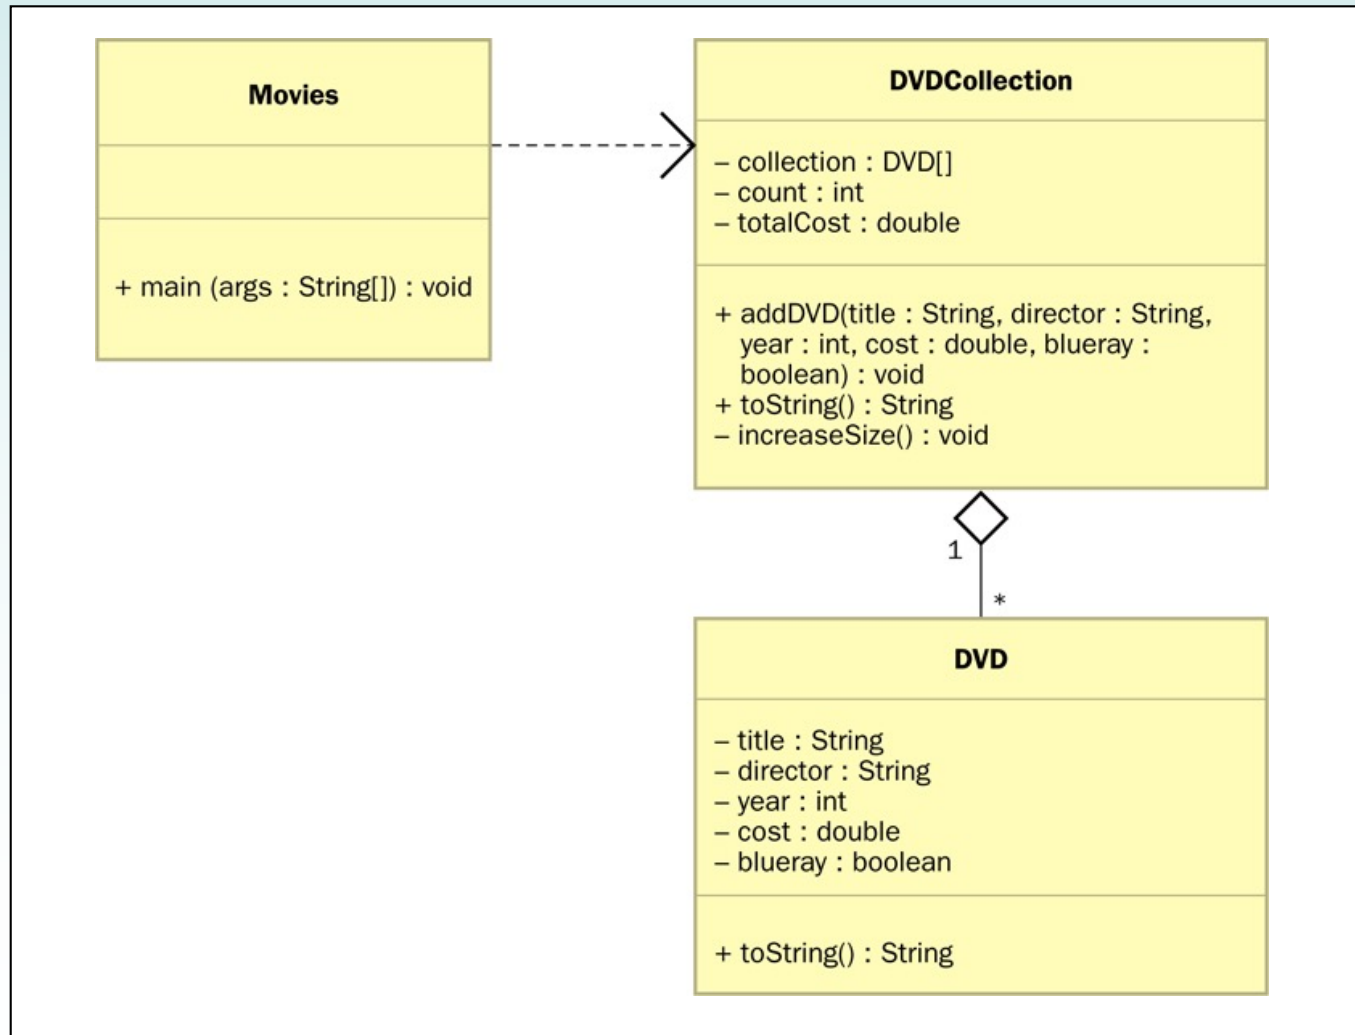 Movies
+ main (args : String[]) : void
DVDCollection
– collection : DVD[]
– count : int
– totalCost : double
+ addDVD(title : String, director : String,
year : int, cost : double, blueray :
boolean) : void
+ toString() : String
– increaseSize() : void
1
*
DVD
– title : String
– director : String
– year : int
– cost : double
– blueray : boolean
+ toString() : String